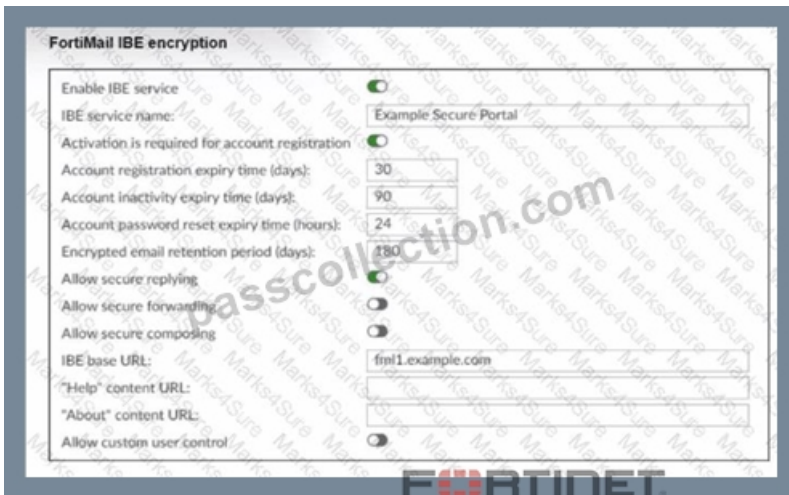 FortiMail IBE encryption
Enable IBE service
IBE service name: Example Secure Portal
Activation is required for account registration
Account registration expiry time (days): 30
Account inactivity expiry time (days): 90
Account password reset expiry time (hours): 24
Encrypted email retention period (days): 180
Allow secure replying
Allow secure forwarding
Allow secure composing
IBE base URL: fml1.example.com
"Help" content URL:
"About" content URL:
Allow custom user control
passcollection.com
Marks4Sure
FORTINET